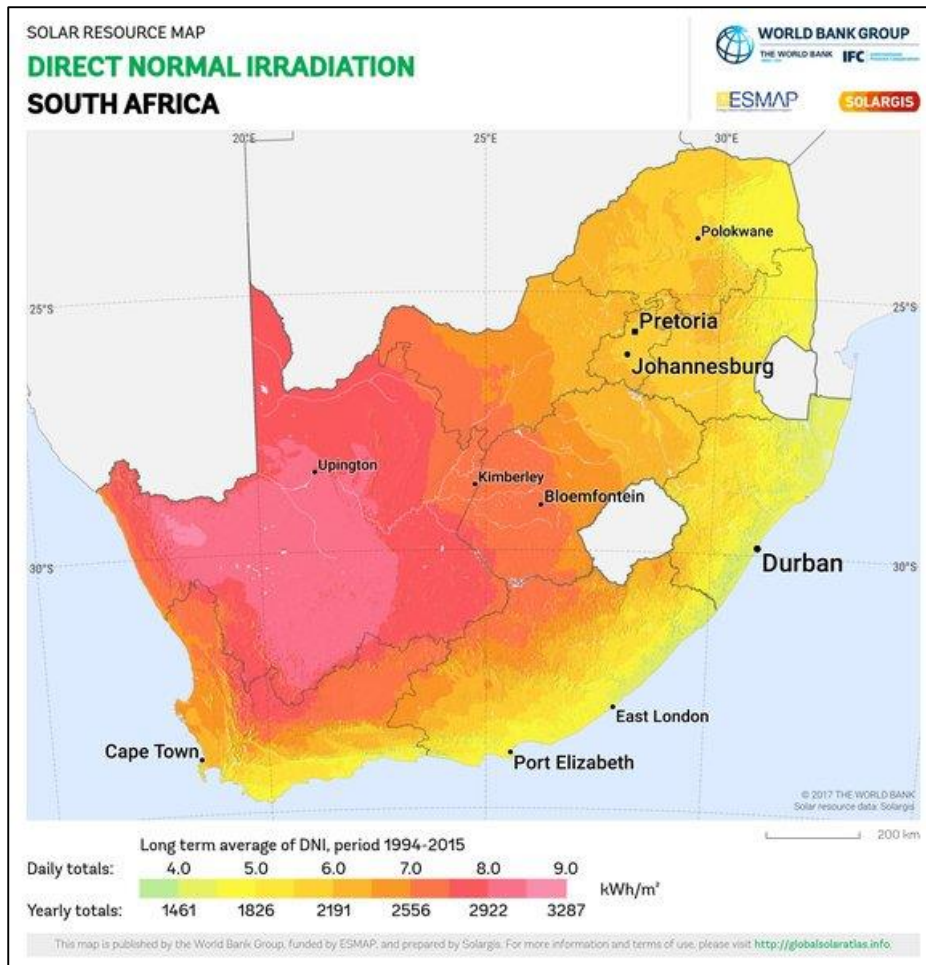 SOLAR RESOURCE MAP
DIRECT NORMAL IRRADIATION
SOUTH AFRICA
WORLD BANK GROUP
THE WORLD BANK IFC
ESMAP
SOLARGIS
20°E 25°E 30°E
Polokwane
25°S 25°S
Pretoria
Johannesburg
Upington
Kimberley
Bloemfontein
Durban
30°S 30°S
East London
Cape Town
Port Elizabeth
© 2017 THE WORLD BANK
Solar resource data: Solargis
200 km
Long term average of DNI, period 1994-2015
Daily totals: 4.0 5.0 6.0 7.0 8.0 9.0
kWh/m²
Yearly totals: 1461 1826 2191 2556 2922 3287
This map is published by the World Bank Group, funded by ESMAP, and prepared by Solargis. For more information and terms of use, please visit http://globalsolaratlas.info.